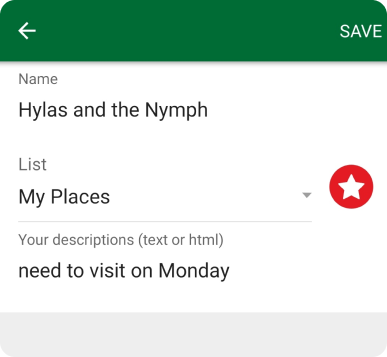 SAVE
Name
Hylas and the Nymph
List
My Places
Your descriptions (text or html)
need to visit on Monday